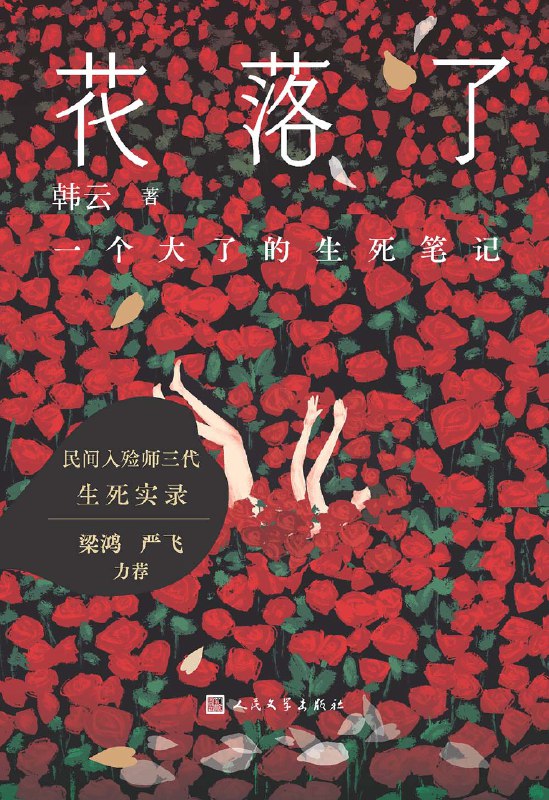 花落了
韩云 著
一个大了的生死笔记
民间入殓师三代
生死实录
梁鸿 严飞
力荐
人民文学出版社